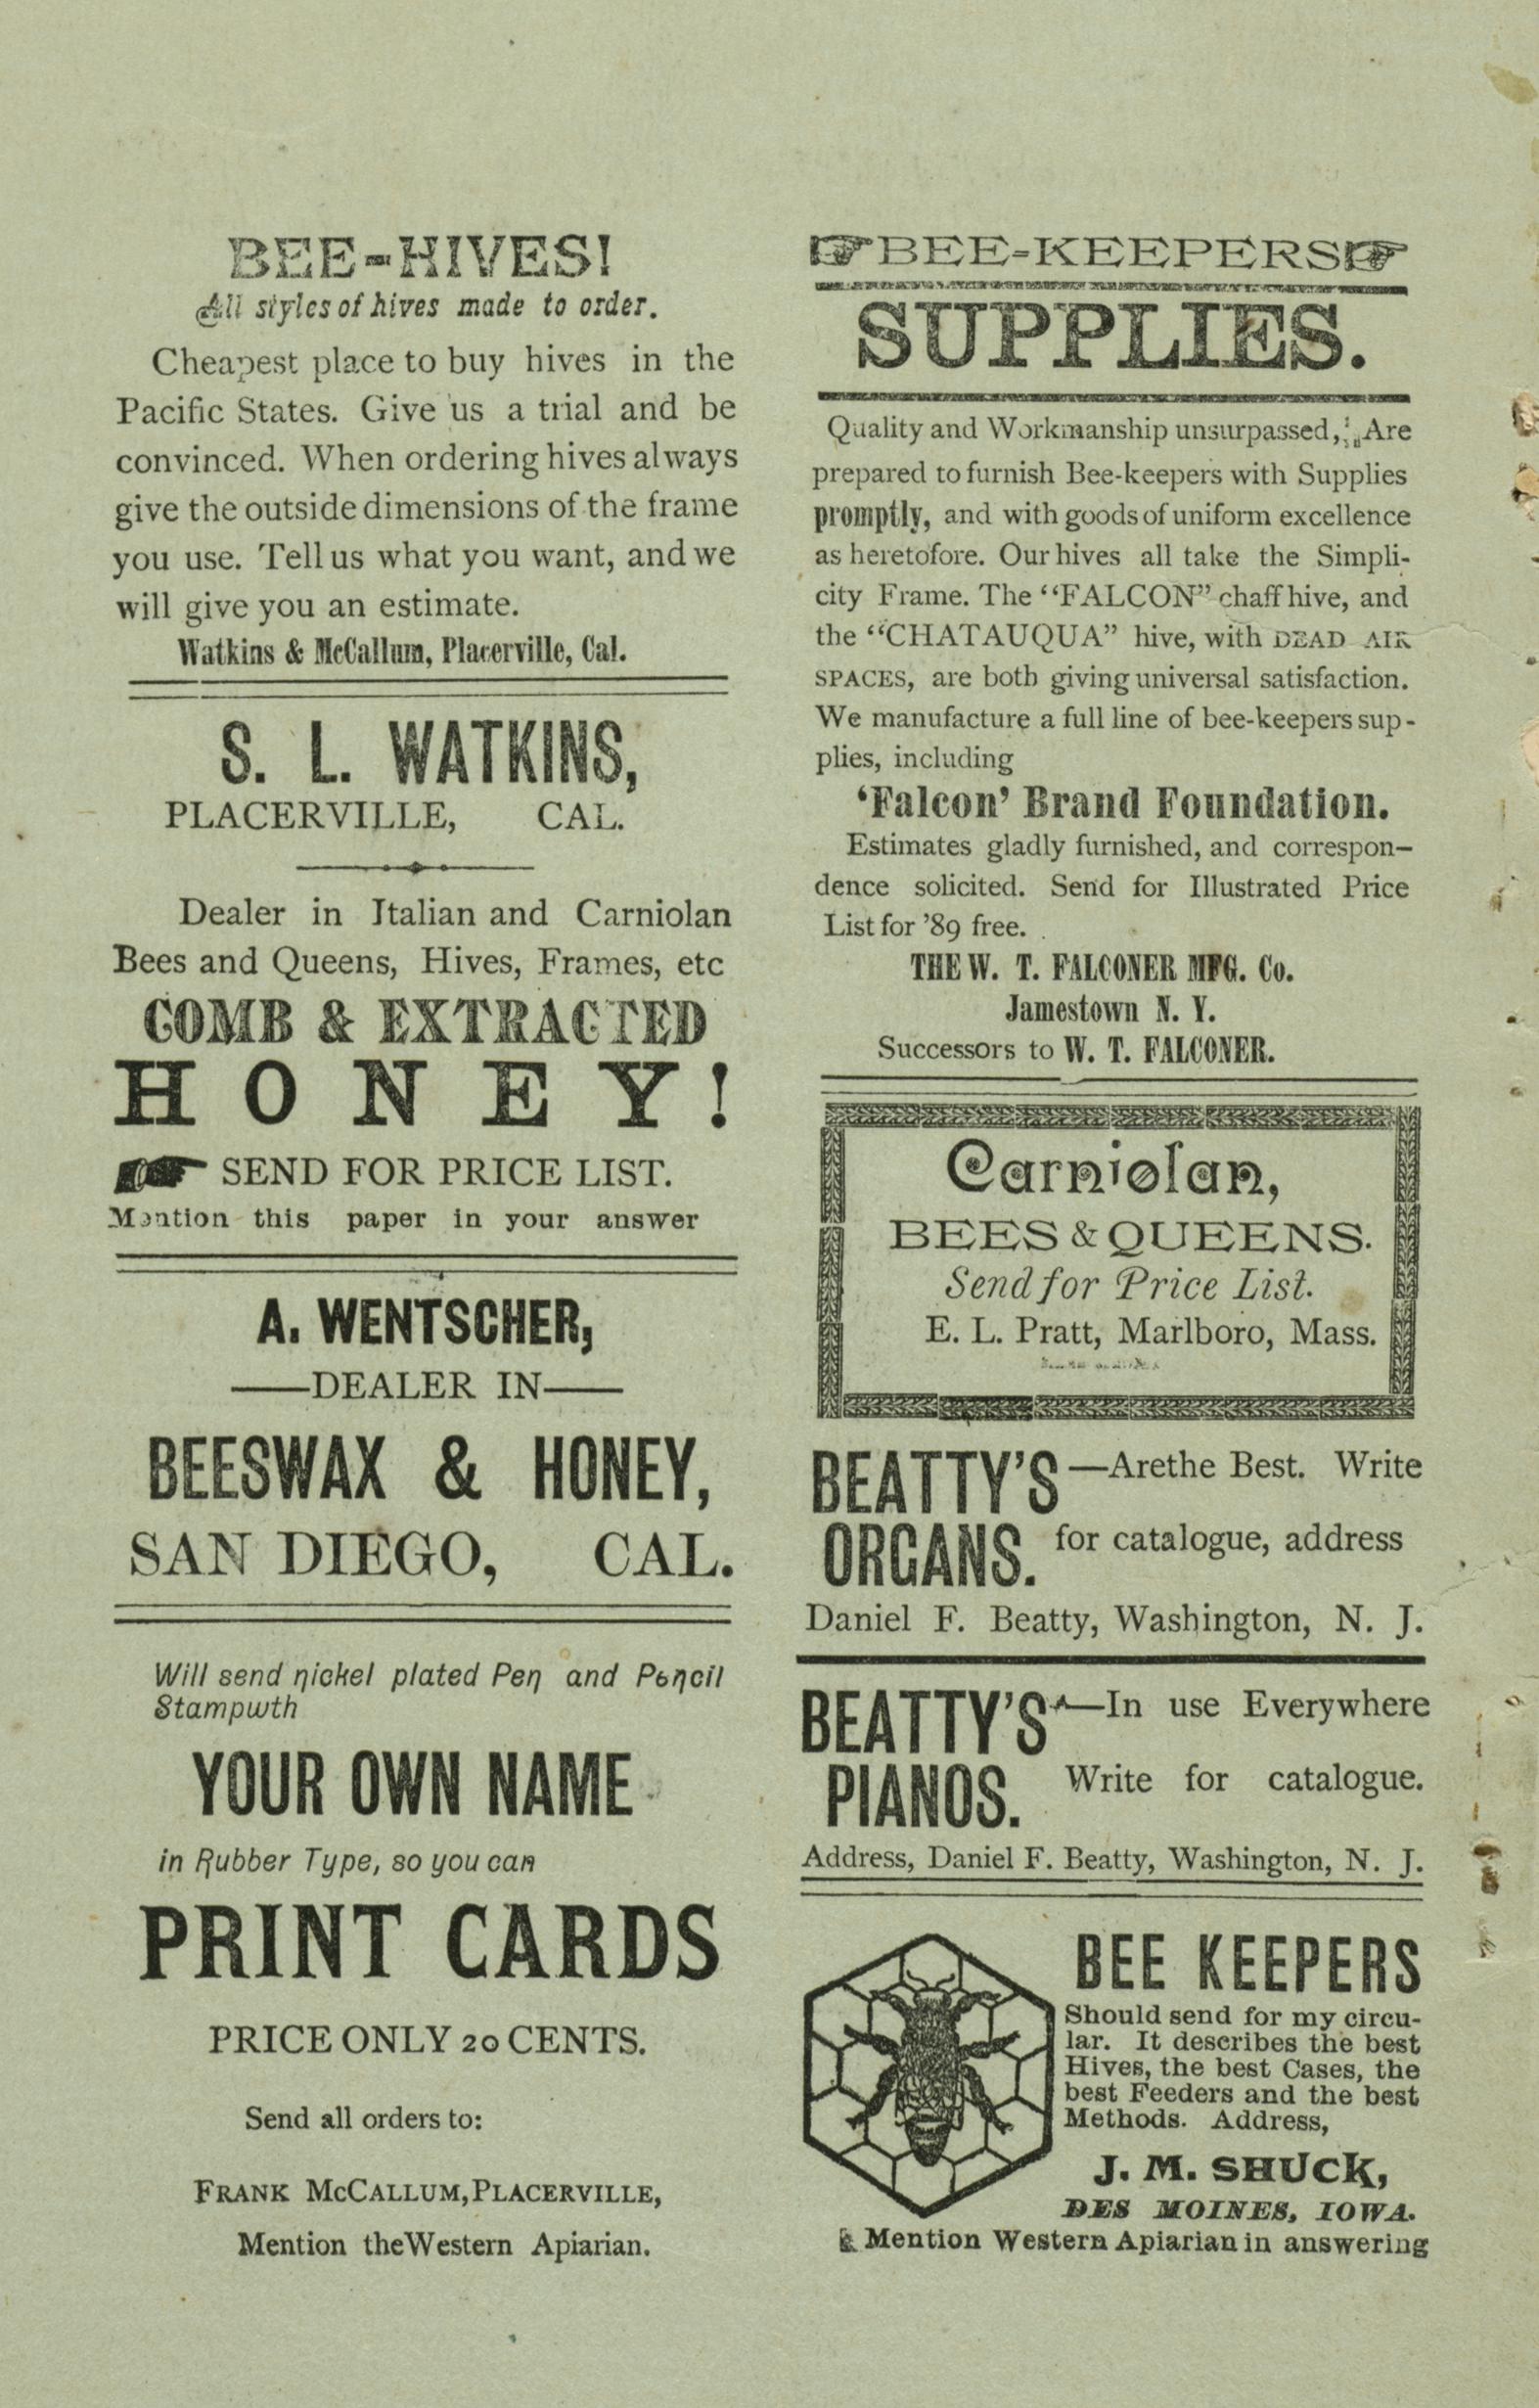 BEE-HIVES!
All styles of hives made to order.
Cheapest place to buy hives in the
Pacific States. Give us a trial and be
convinced. When ordering hives always
give the outside dimensions of the frame
you use. Tell us what you want, and we
will give you an estimate.
Watkins & McCallum, Placerville, Cal.
S. L. WATKINS,
PLACERVILLE, CAL.
Dealer in Italian and Carniolan
Bees and Queens, Hives, Frames, etc
COMB & EXTRACTED
HONEY!
SEND FOR PRICE LIST.
Mention this paper in your answer
A. WENTSCHER,
—DEALER IN—
BEESWAX & HONEY,
SAN DIEGO, CAL.
Will send nickel plated Pen and Pencil
Stampwth
YOUR OWN NAME
in Rubber Type, so you can
PRINT CARDS
PRICE ONLY 20 CENTS.
Send all orders to:
FRANK McCALLUM, PLACERVILLE,
Mention the Western Apiarian.
BEE-KEEPERS
SUPPLIES.
Quality and Workmanship unsurpassed, Are
prepared to furnish Bee-keepers with Supplies
promptly, and with goods of uniform excellence
as heretofore. Our hives all take the Simpli-
city Frame. The "FALCON" chaff hive, and
the "CHATAUQUA" hive, with DEAD AIR
SPACES, are both giving universal satisfaction.
We manufacture a full line of bee-keepers sup-
plies, including
'Falcon' Brand Foundation.
Estimates gladly furnished, and correspon-
dence solicited. Send for Illustrated Price
List for '89 free.
THE W. T. FALCONER MFG. Co.
Jamestown N. Y.
Successors to W. T. FALCONER.
Carniolan,
BEES & QUEENS.
Send for Price List.
E. L. Pratt, Marlboro, Mass.
BEATTY'S —Are the Best. Write
ORGANS. for catalogue, address
Daniel F. Beatty, Washington, N. J.
BEATTY'S —In use Everywhere
PIANOS. Write for catalogue.
Address, Daniel F. Beatty, Washington, N. J.
BEE KEEPERS
Should send for my circu-
lar. It describes the best
Hives, the best Cases, the
best Feeders and the best
Methods. Address,
J. M. SHUCK,
DES MOINES, IOWA.
Mention Western Apiarian in answering